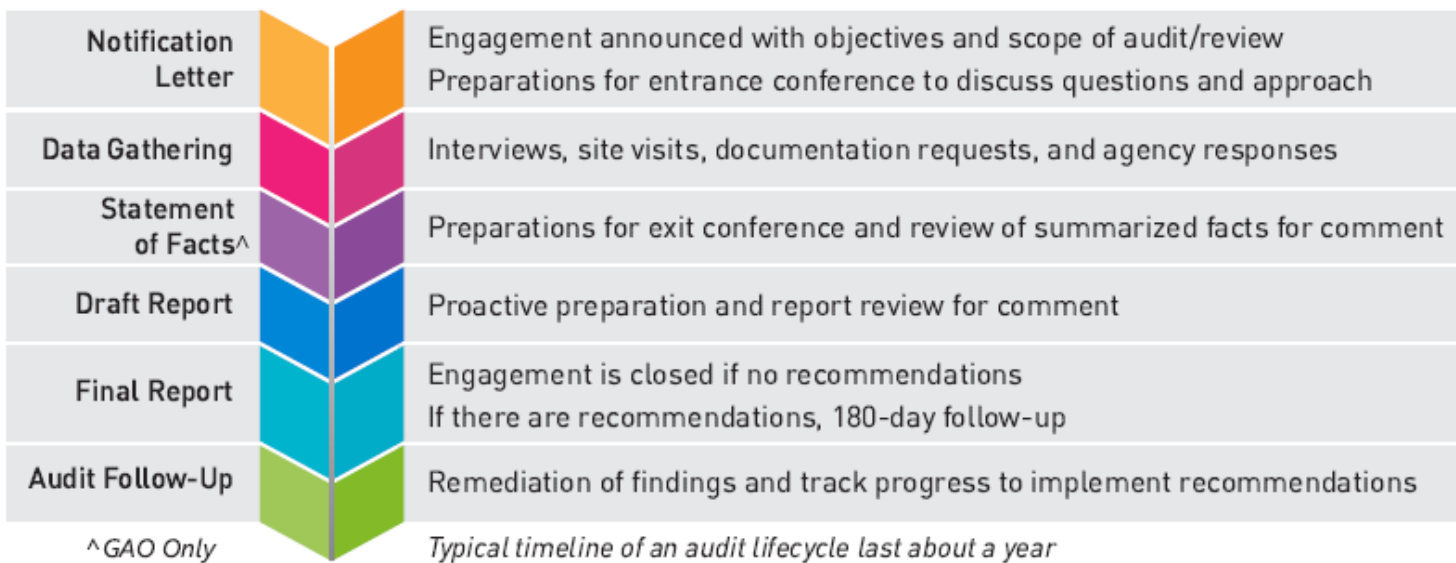 Notification
Letter
Engagement announced with objectives and scope of audit/review
Preparations for entrance conference to discuss questions and approach
Data Gathering
Interviews, site visits, documentation requests, and agency responses
Statement
of Facts^
Preparations for exit conference and review of summarized facts for comment
Draft Report
Proactive preparation and report review for comment
Final Report
Engagement is closed if no recommendations
If there are recommendations, 180-day follow-up
Audit Follow-Up
Remediation of findings and track progress to implement recommendations
^GAO Only
Typical timeline of an audit lifecycle last about a year